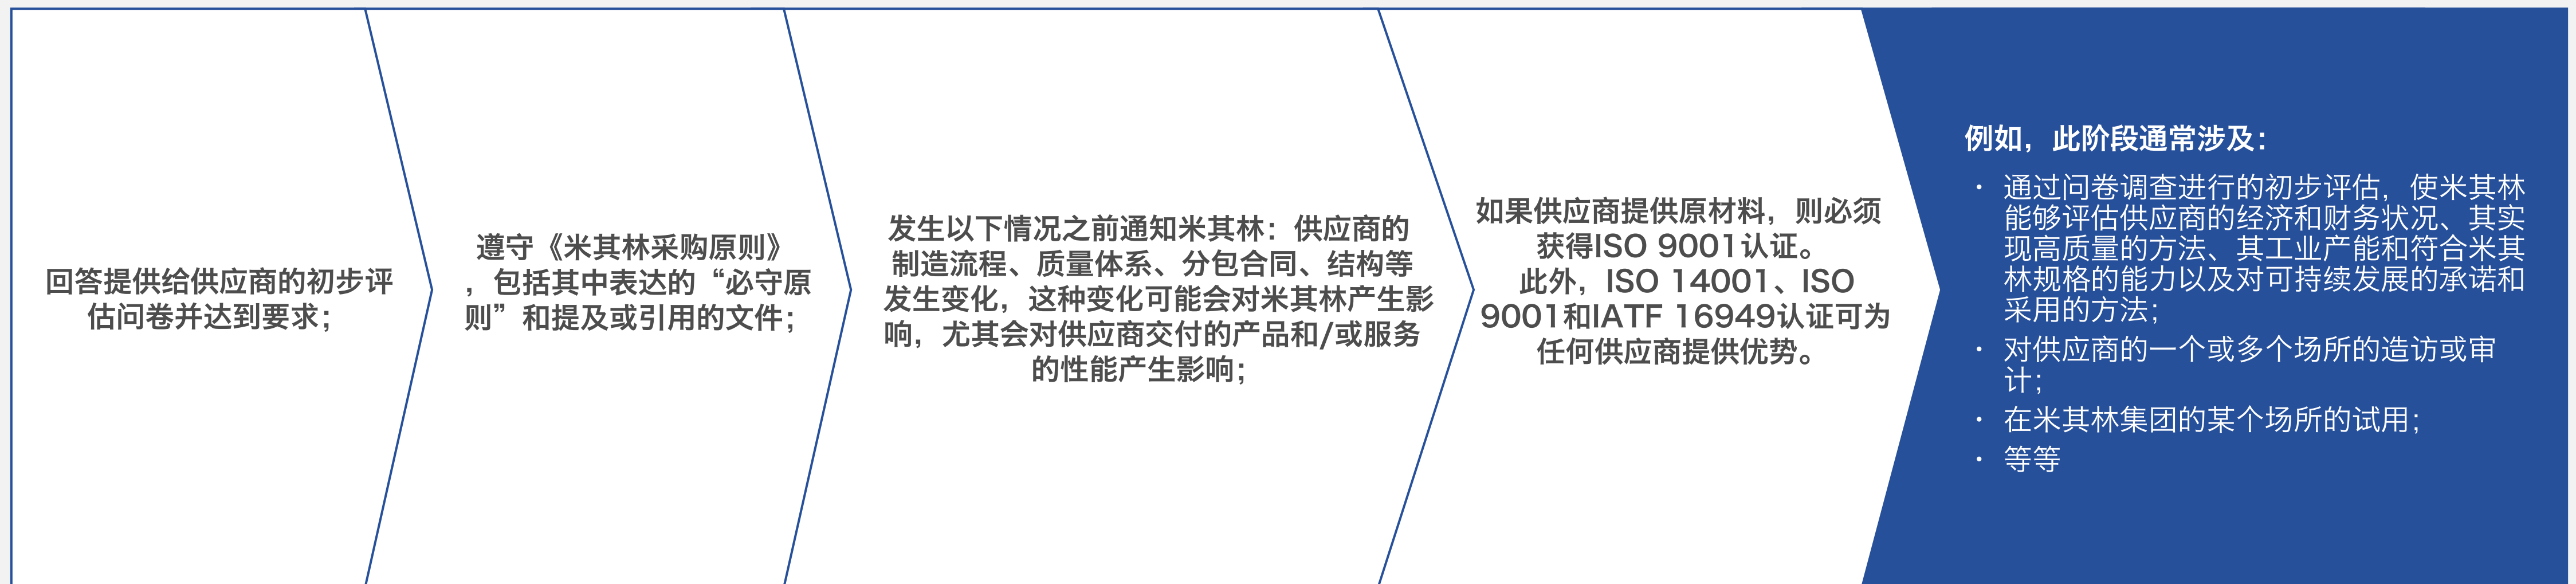 回答提供给供应商的初步评
估问卷并达到要求；
遵守《米其林采购原则》
，包括其中表达的“必守原
则”和提及或引用的文件；
发生以下情况之前通知米其林：供应商的
制造流程、质量体系、分包合同、结构等
发生变化，这种变化可能会对米其林产生影
响，尤其会对供应商交付的产品和/或服务
的性能产生影响；
如果供应商提供原材料，则必须
获得ISO 9001认证。
此外，ISO 14001、ISO
9001和IATF 16949认证可为
任何供应商提供优势。
例如，此阶段通常涉及：
· 通过问卷调查进行的初步评估，使米其林
能够评估供应商的经济和财务状况、其实
现高质量的方法、其工业产能和符合米其
林规格的能力以及对可持续发展的承诺和
采用的方法；
· 对供应商的一个或多个场所的造访或审
计；
· 在米其林集团的某个场所的试用；
· 等等